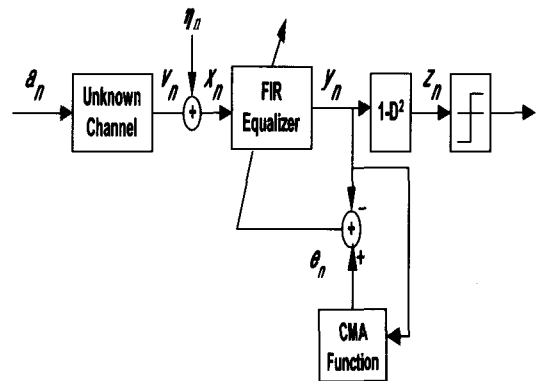 η_n
a_n
Unknown
Channel
v_n
+
x_n
FIR
Equalizer
y_n
1-D²
z_n
−
+
+
e_n
CMA
Function